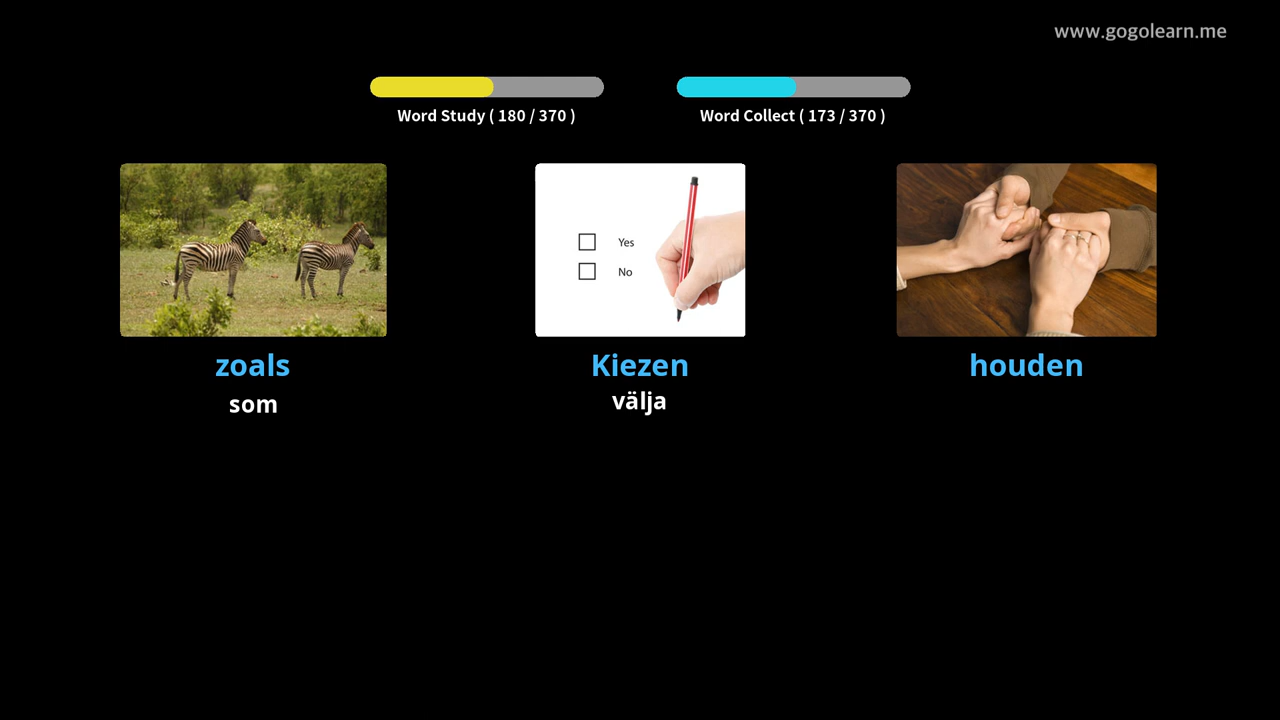 www.gogolearn.me
Word Study ( 180 / 370 )
Word Collect ( 173 / 370 )
Yes
No
zoals
Kiezen
houden
som
välja